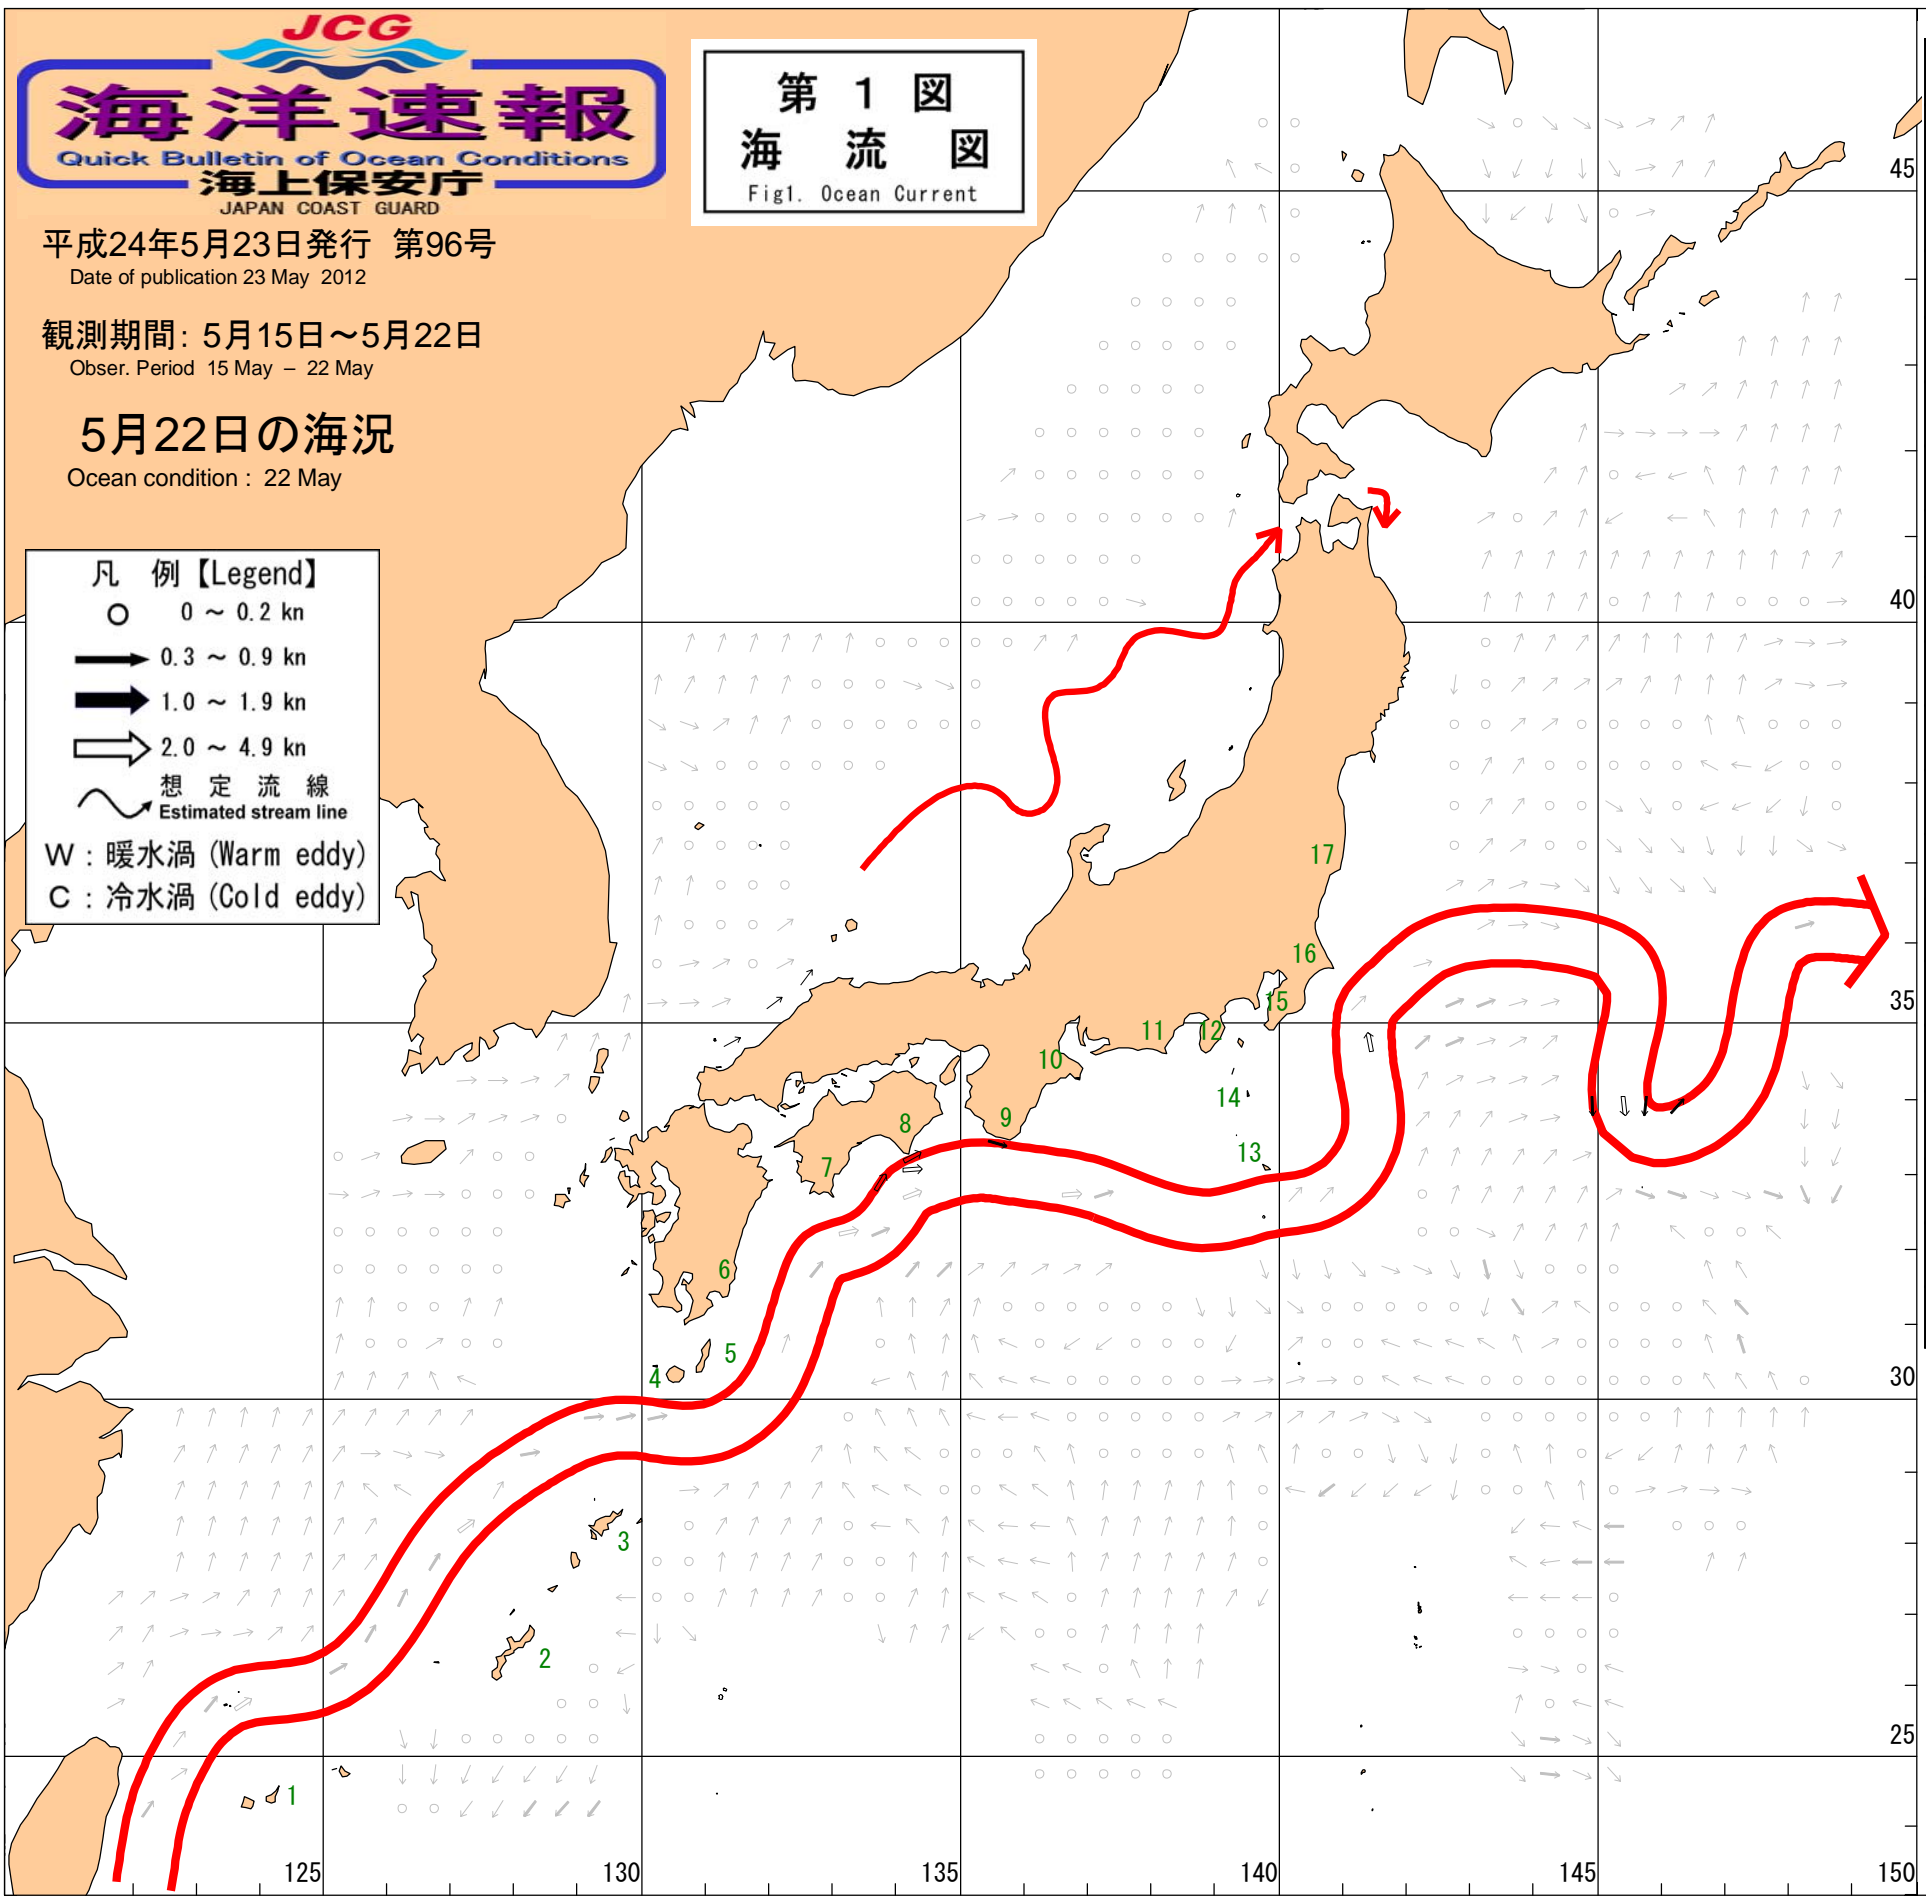 JCG
海洋速報
Quick Bulletin of Ocean Conditions
海上保安庁
JAPAN COAST GUARD
平成24年5月23日発行 第96号
Date of publication 23 May 2012
観測期間: 5月15日～5月22日
Obser. Period 15 May – 22 May
5月22日の海況
Ocean condition : 22 May
第 1 図
海 流 図
Fig1. Ocean Current
凡 例【Legend】
0 ～ 0.2 kn
0.3 ～ 0.9 kn
1.0 ～ 1.9 kn
2.0 ～ 4.9 kn
想 定 流 線
Estimated stream line
W : 暖水渦 (Warm eddy)
C : 冷水渦 (Cold eddy)
45
40
35
30
25
17
16
15
12
11
10
14
9
8
13
7
6
5
4
3
2
1
125
130
135
140
145
150